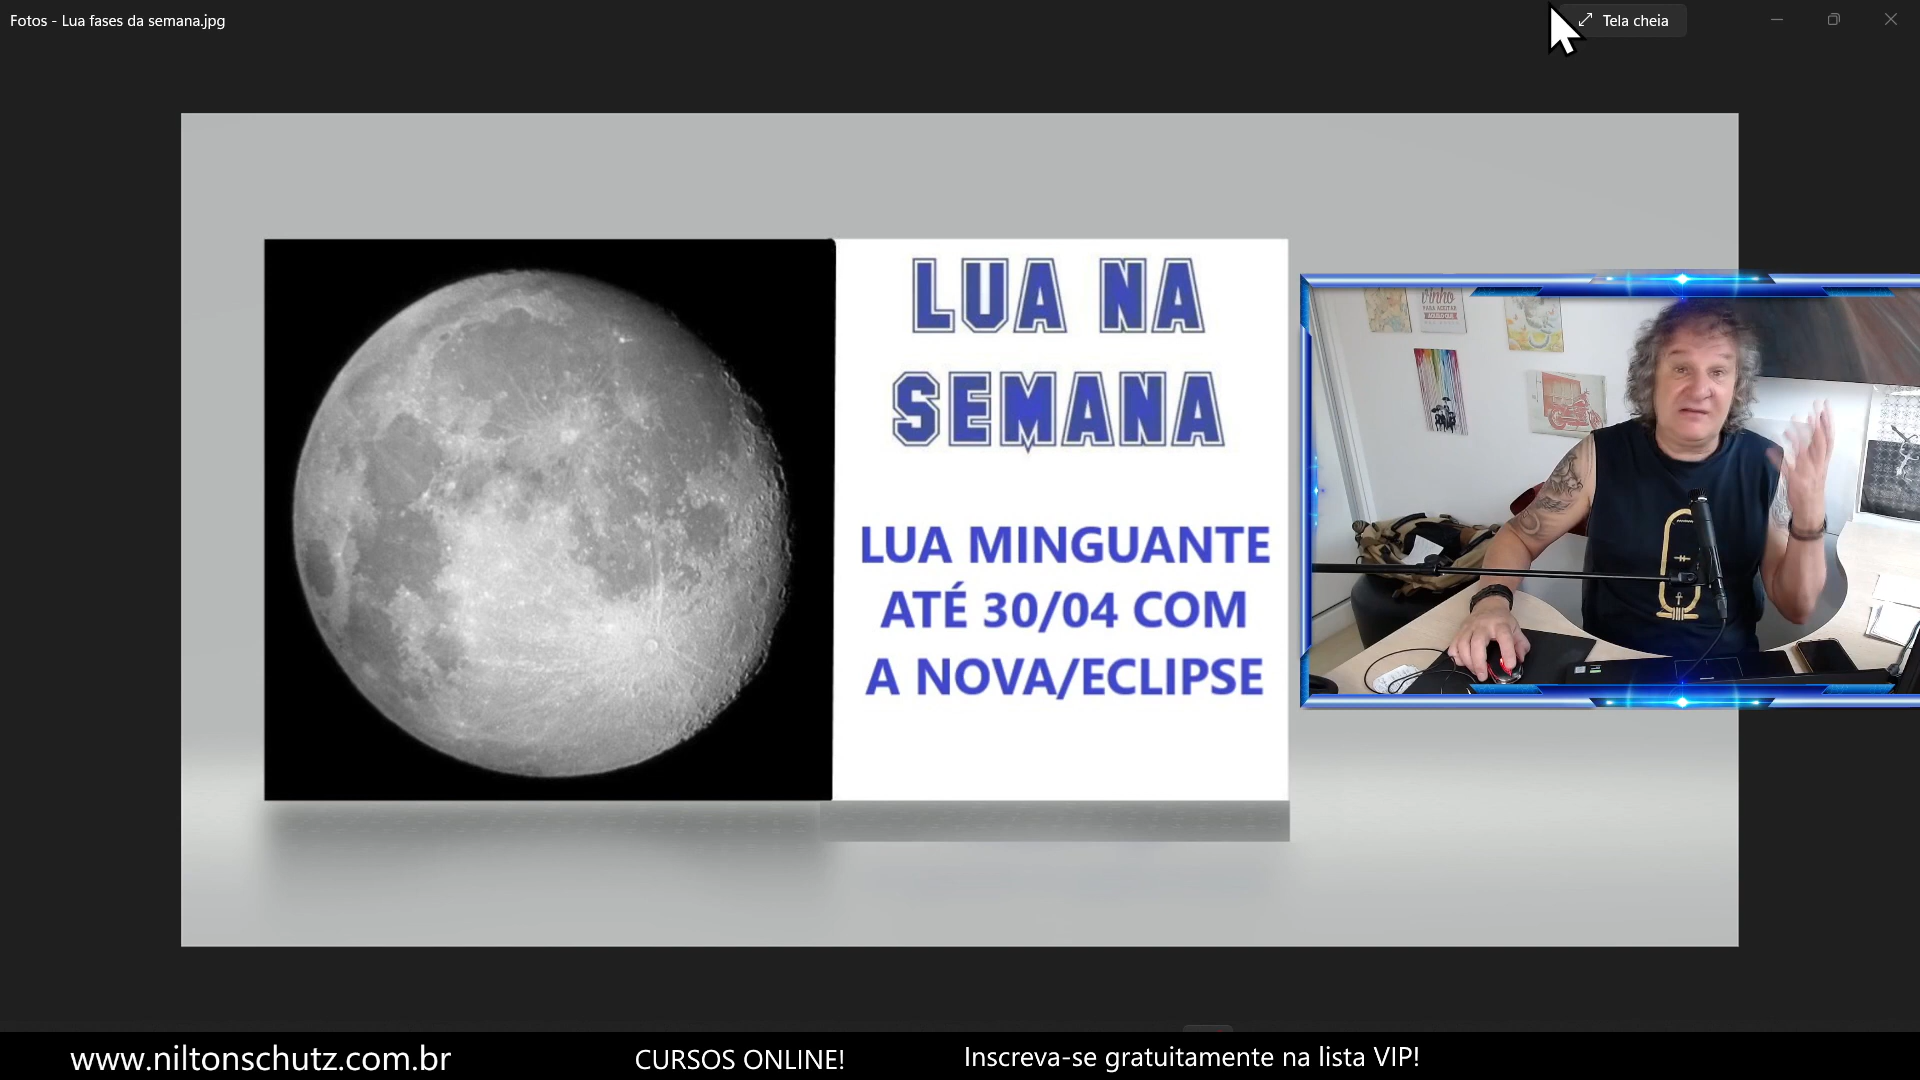 Fotos - Lua fases da semana.jpg
Tela cheia
LUA NA
SEMANA
LUA MINGUANTE
ATÉ 30/04 COM
A NOVA/ECLIPSE
Vinho
www.niltonschutz.com.br
CURSOS ONLINE!
Inscreva-se gratuitamente na lista VIP!